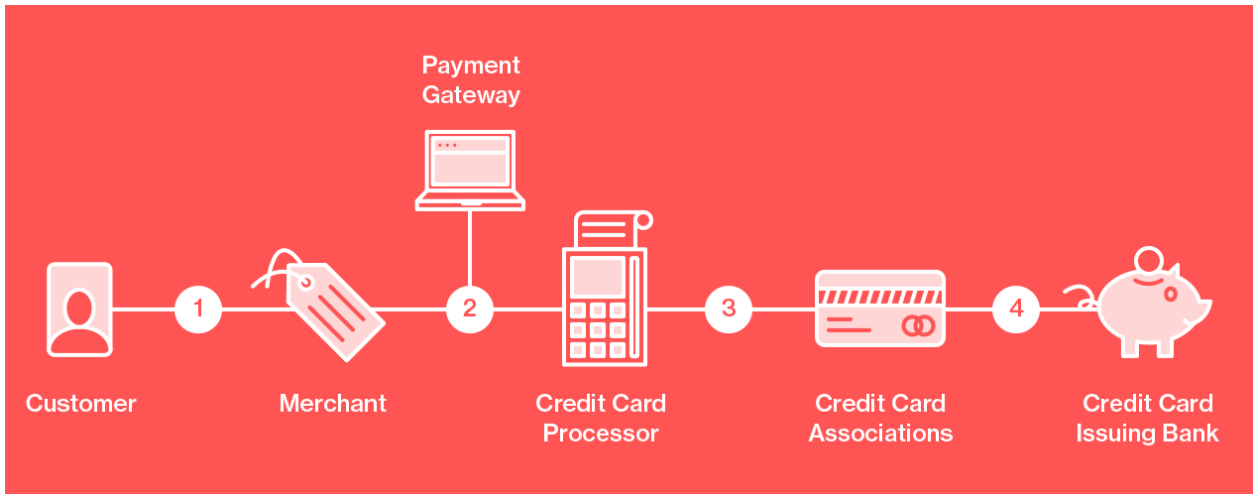 Payment
Gateway
1
2
3
4
Customer
Merchant
Credit Card
Processor
Credit Card
Associations
Credit Card
Issuing Bank